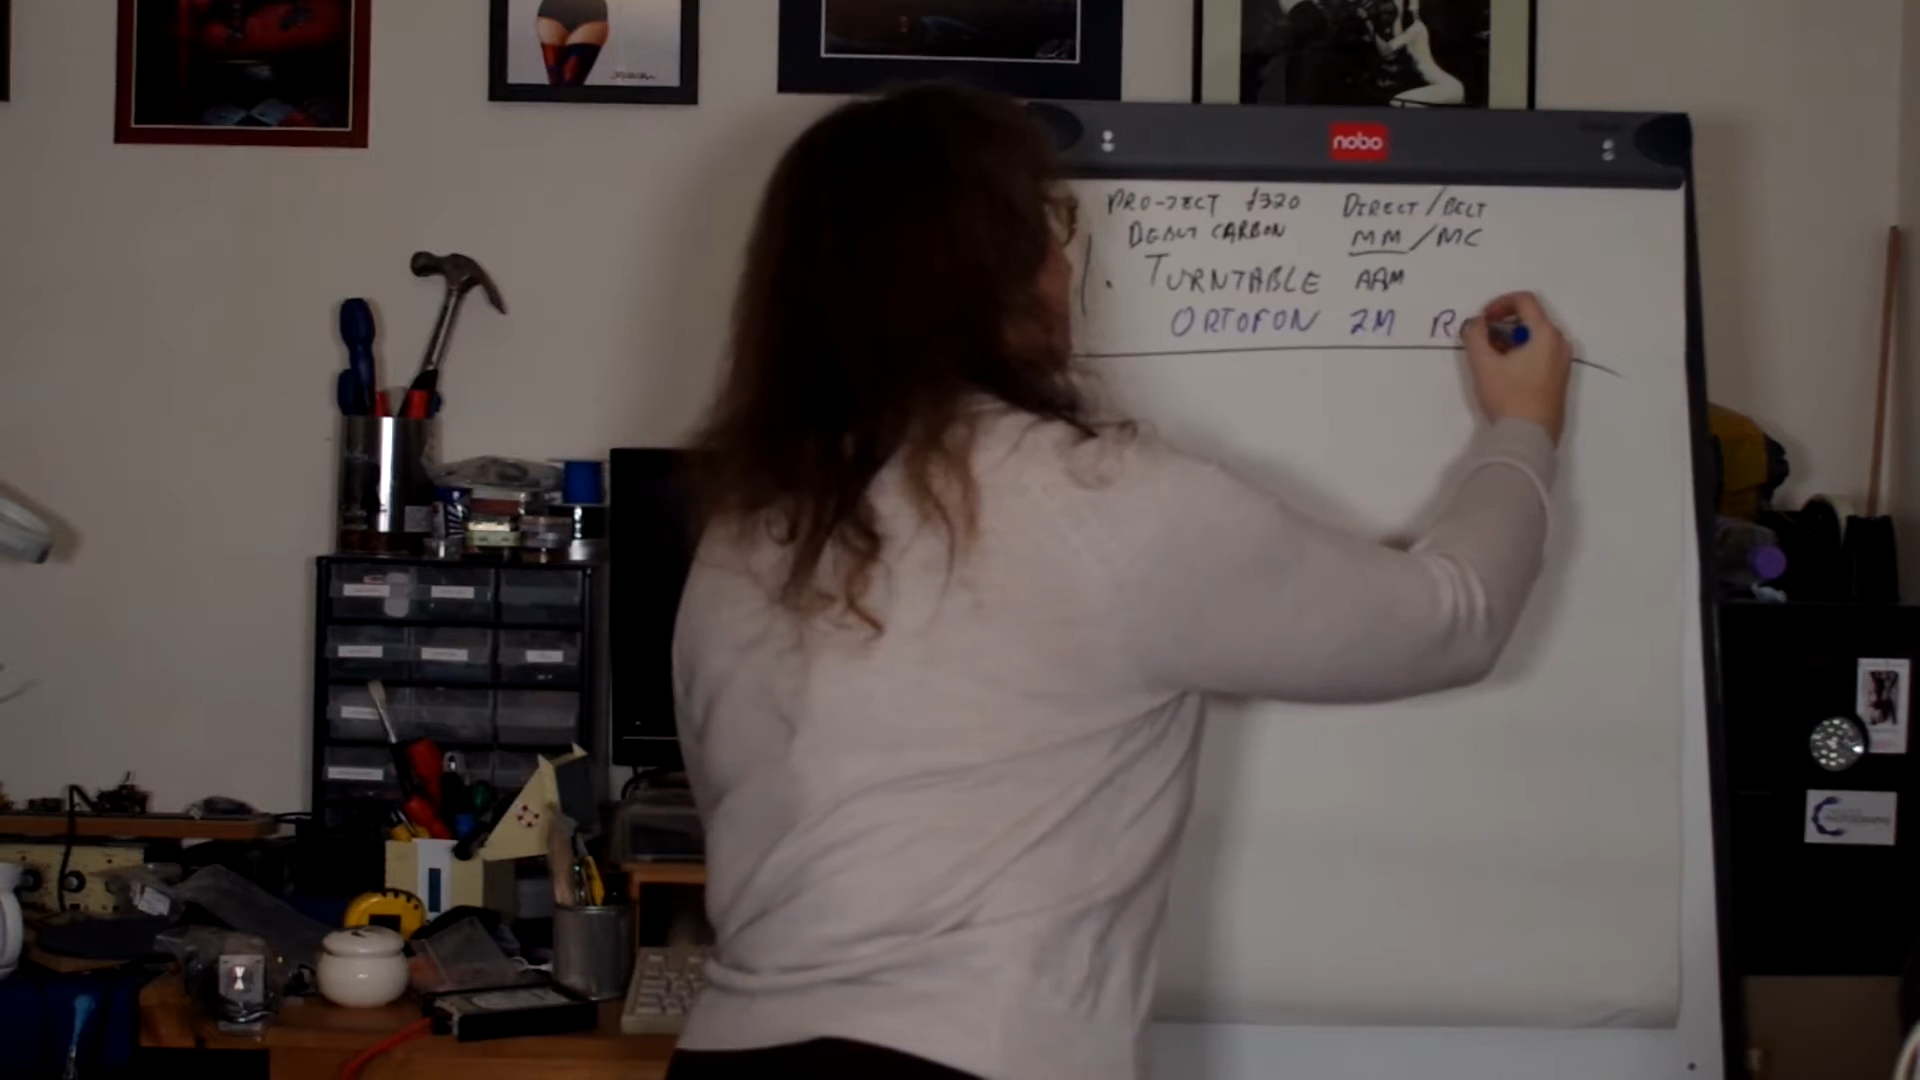 nobo
PRO-JECT £320 DIRECT/BELT
DEBUT CARBON MM/MC
1. TURNTABLE ARM
ORTOFON 2M R